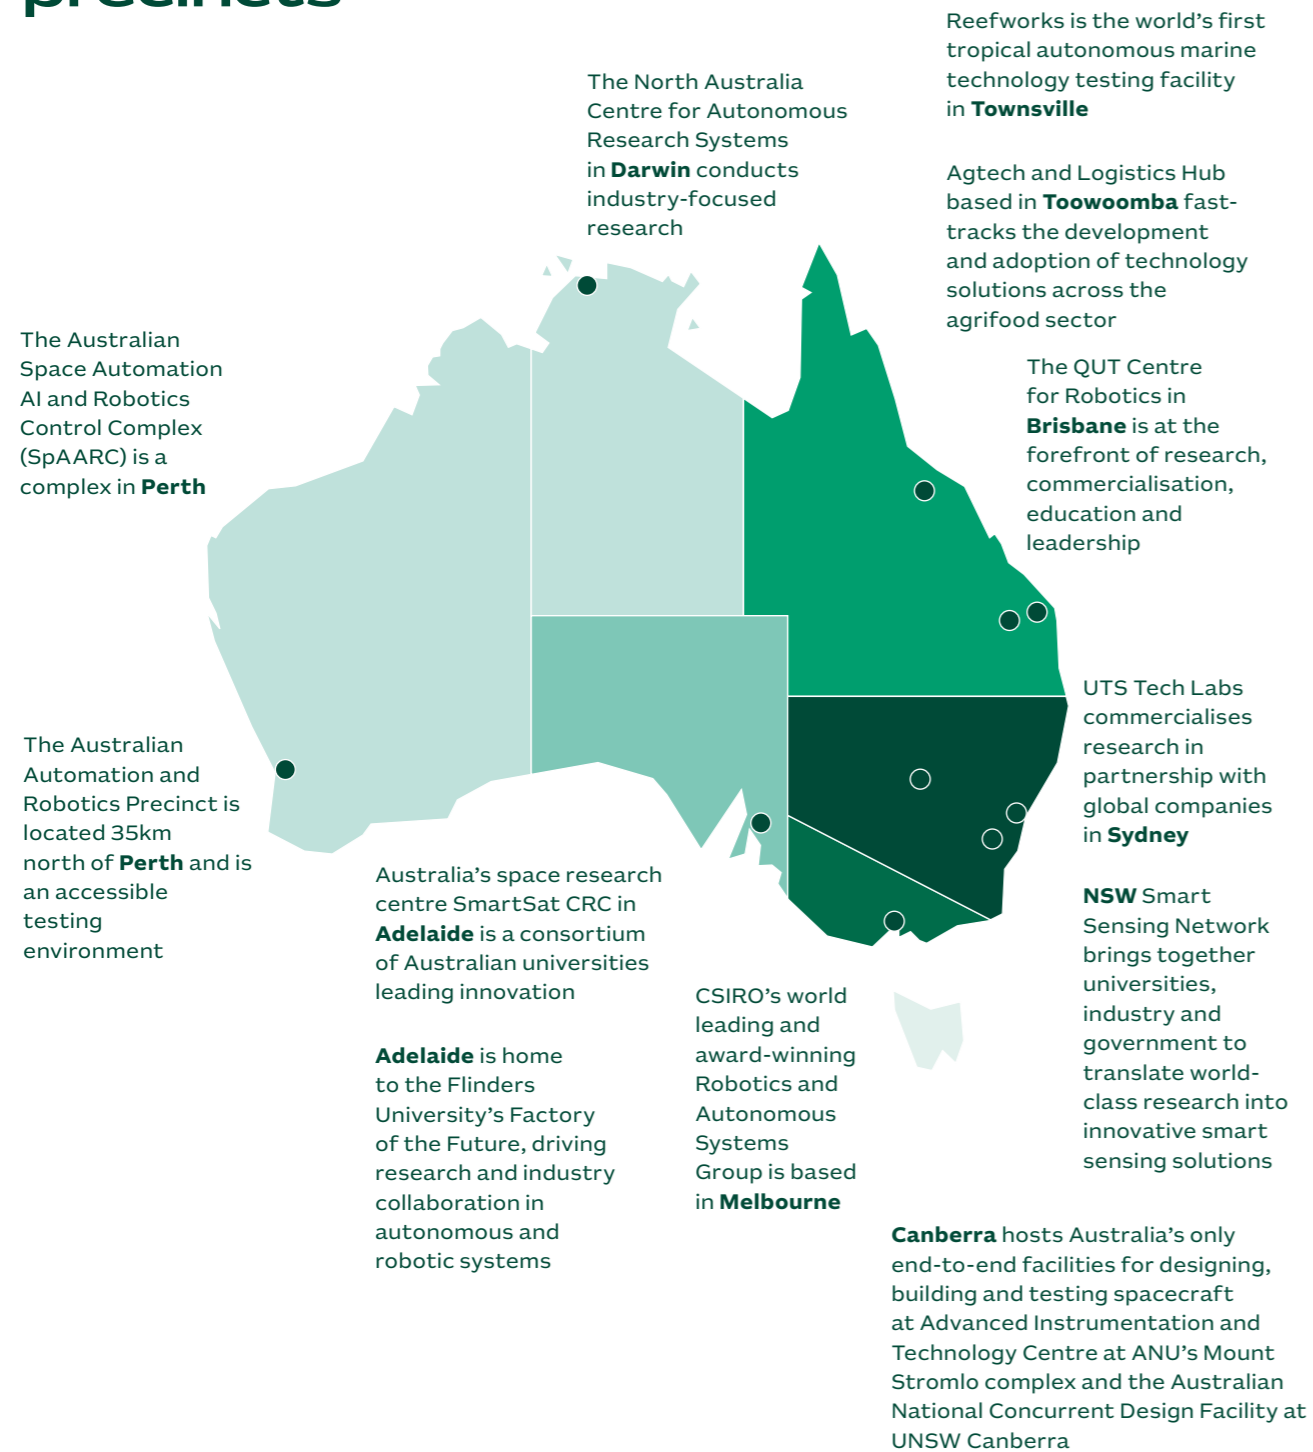 precincts
Reefworks is the world’s first
tropical autonomous marine
technology testing facility
in Townsville
The North Australia
Centre for Autonomous
Research Systems
in Darwin conducts
industry-focused
research
Agtech and Logistics Hub
based in Toowoomba fast-
tracks the development
and adoption of technology
solutions across the
agrifood sector
The Australian
Space Automation
AI and Robotics
Control Complex
(SpAARC) is a
complex in Perth
The QUT Centre
for Robotics in
Brisbane is at the
forefront of research,
commercialisation,
education and
leadership
UTS Tech Labs
commercialises
research in
partnership with
global companies
in Sydney
The Australian
Automation and
Robotics Precinct is
located 35km
north of Perth and is
an accessible
testing
environment
Australia’s space research
centre SmartSat CRC in
Adelaide is a consortium
of Australian universities
leading innovation
Adelaide is home
to the Flinders
University’s Factory
of the Future, driving
research and industry
collaboration in
autonomous and
robotic systems
CSIRO’s world
leading and
award-winning
Robotics and
Autonomous
Systems
Group is based
in Melbourne
NSW Smart
Sensing Network
brings together
universities,
industry and
government to
translate world-
class research into
innovative smart
sensing solutions
Canberra hosts Australia’s only
end-to-end facilities for designing,
building and testing spacecraft
at Advanced Instrumentation and
Technology Centre at ANU’s Mount
Stromlo complex and the Australian
National Concurrent Design Facility at
UNSW Canberra